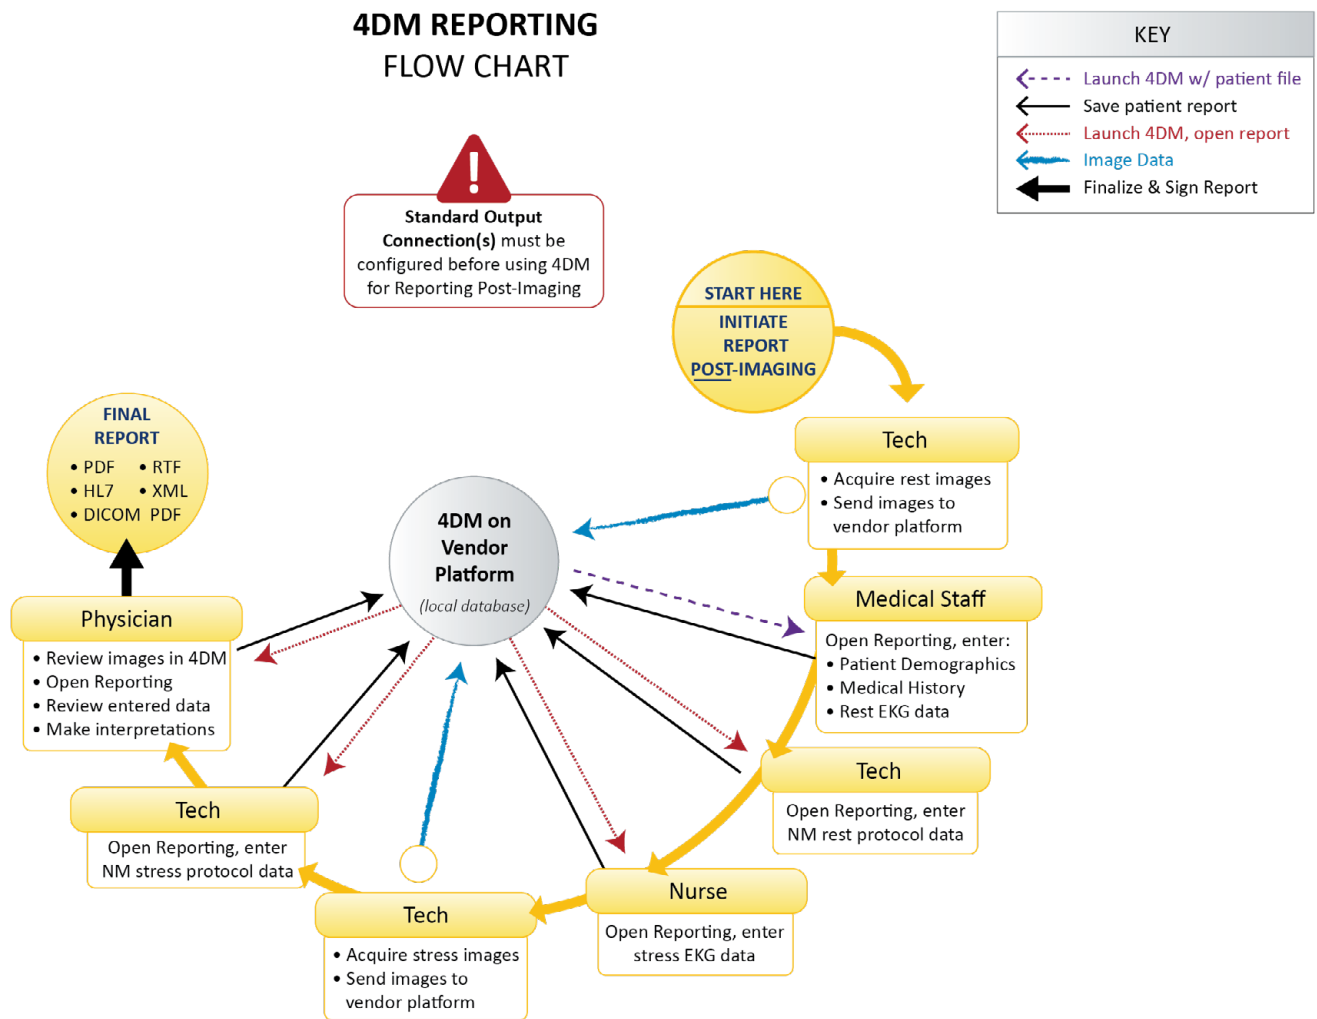 4DM REPORTING
FLOW CHART
KEY
Launch 4DM w/ patient file
Save patient report
Launch 4DM, open report
Image Data
Finalize & Sign Report
Standard Output
Connection(s) must be
configured before using 4DM
for Reporting Post-Imaging
START HERE
INITIATE
REPORT
POST-IMAGING
Tech
• Acquire rest images
• Send images to
vendor platform
Medical Staff
Open Reporting, enter:
• Patient Demographics
• Medical History
• Rest EKG data
Tech
Open Reporting, enter
NM rest protocol data
Nurse
Open Reporting, enter
stress EKG data
Tech
• Acquire stress images
• Send images to
vendor platform
Tech
Open Reporting, enter
NM stress protocol data
Physician
• Review images in 4DM
• Open Reporting
• Review entered data
• Make interpretations
FINAL
REPORT
• PDF • RTF
• HL7 • XML
• DICOM PDF
4DM on
Vendor
Platform
(local database)